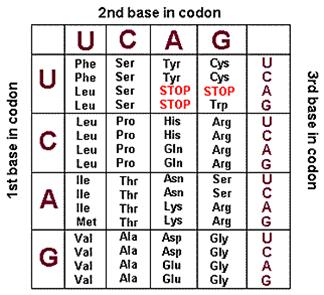 2nd base in codon
U C A G
1st base in codon
3rd base in codon
U
Phe Ser Tyr Cys U
Phe Ser Tyr Cys C
Leu Ser STOP STOP A
Leu Ser STOP Trp G
C
Leu Pro His Arg U
Leu Pro His Arg C
Leu Pro Gln Arg A
Leu Pro Gln Arg G
A
Ile Thr Asn Ser U
Ile Thr Asn Ser C
Ile Thr Lys Arg A
Met Thr Lys Arg G
G
Val Ala Asp Gly U
Val Ala Asp Gly C
Val Ala Glu Gly A
Val Ala Glu Gly G